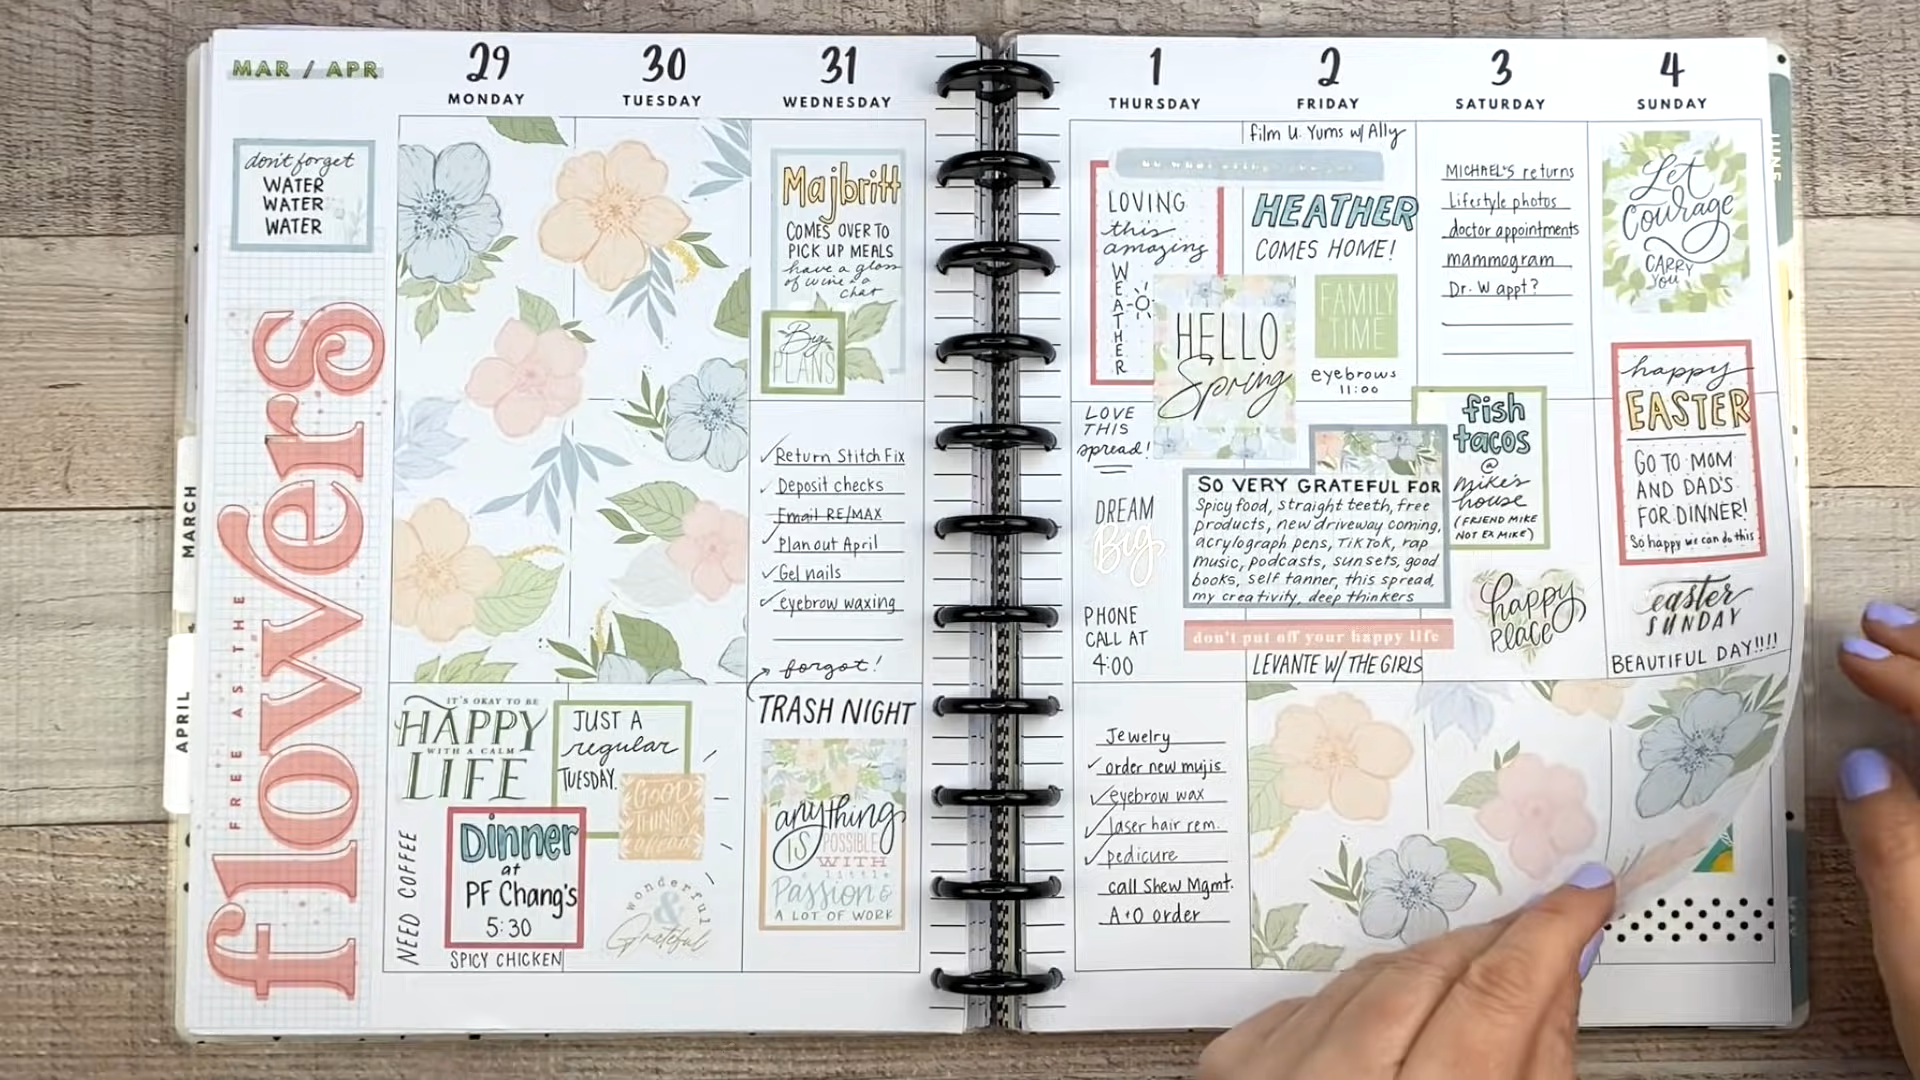 MAR / APR
29
MONDAY
30
TUESDAY
31
WEDNESDAY
1
THURSDAY
2
FRIDAY
3
SATURDAY
4
SUNDAY
don't forget
WATER
WATER
WATER
FREE AS THE
flowers
MARCH
APRIL
Majbritt
COMES OVER TO
PICK UP MEALS
have a glass
of wine + a
chat
Big
PLANS
Return Stitch Fix
Deposit checks
Email RE/MAX
Plan out April
Gel nails
eyebrow waxing
forgot!
TRASH NIGHT
IT'S OKAY TO BE
HAPPY
WITH A CALM
LIFE
JUST A
regular
TUESDAY.
GOOD
THINGS
ahead
NEED COFFEE
Dinner
at
PF Chang's
5:30
SPICY CHICKEN
wonderful
&
Grateful
anything
IS POSSIBLE
WITH
a little
Passion &
A LOT OF WORK
LOVING
this
amazing
WEATHER
HELLO
Spring
LOVE
THIS
spread!
DREAM
Big
PHONE
CALL AT
4:00
Jewelry
order new mujis
eyebrow wax
laser hair rem.
pedicure
call Shew Mgmt.
A+O order
film U. Yums w/ Ally
HEATHER
COMES HOME!
FAMILY
TIME
eyebrows
11:00
SO VERY GRATEFUL FOR
Spicy food, straight teeth, free
products, new driveway coming,
acrylograph pens, TikTok, rap
music, podcasts, sunsets, good
books, self tanner, this spread,
my creativity, deep thinkers
don't put off your happy life
LEVANTE W/ THE GIRLS
MICHAEL'S returns
Lifestyle photos
doctor appointments
mammogram
Dr. W appt?
fish
tacos
@
mike's
house
(FRIEND MIKE
NOT EX MIKE)
happy
PLACE
Let
Courage
CARRY
you
happy
EASTER
GO TO MOM
AND DAD'S
FOR DINNER!
So happy we can do this
easter
SUNDAY
BEAUTIFUL DAY!!!!
JUNE
MAY